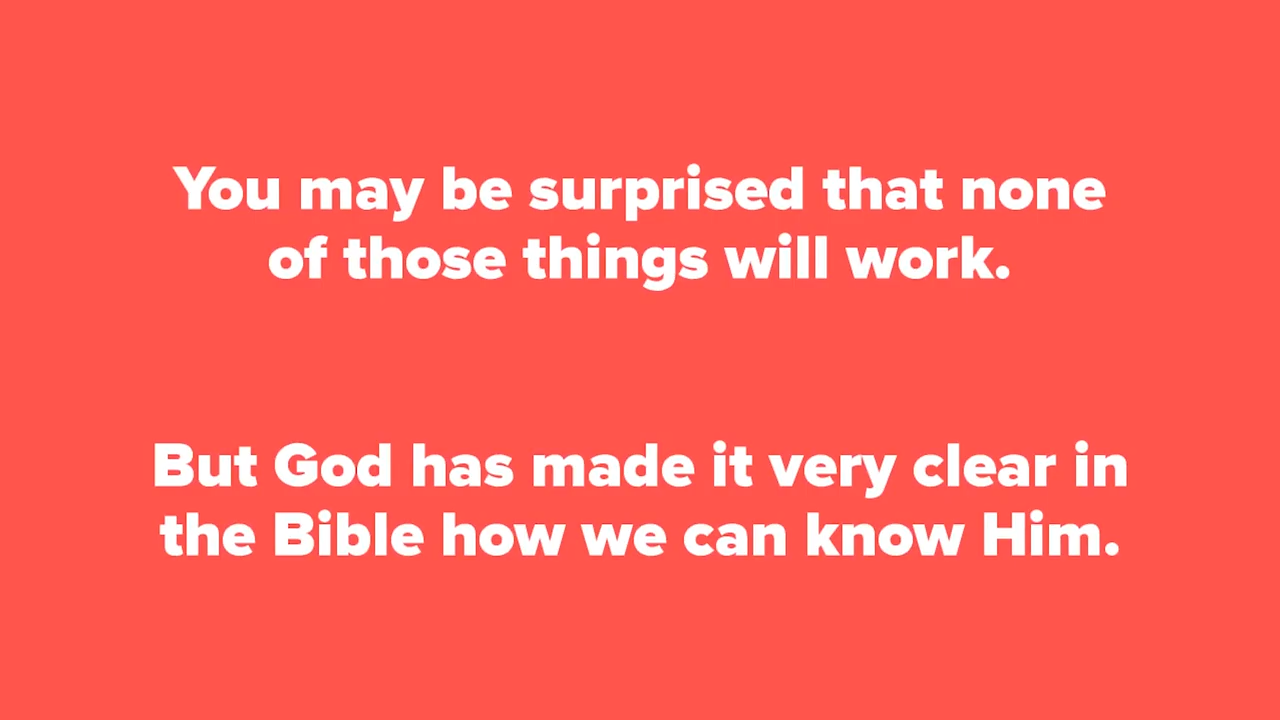 You may be surprised that none
of those things will work.
But God has made it very clear in
the Bible how we can know Him.